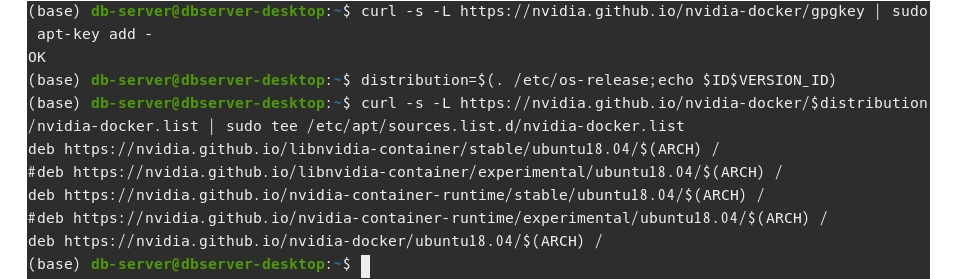 (base) db-server@dbserver-desktop:~$ curl -s -L https://nvidia.github.io/nvidia-docker/gpgkey | sudo
 apt-key add -
OK
(base) db-server@dbserver-desktop:~$ distribution=$(. /etc/os-release;echo $ID$VERSION_ID)
(base) db-server@dbserver-desktop:~$ curl -s -L https://nvidia.github.io/nvidia-docker/$distribution
/nvidia-docker.list | sudo tee /etc/apt/sources.list.d/nvidia-docker.list
deb https://nvidia.github.io/libnvidia-container/stable/ubuntu18.04/$(ARCH) /
#deb https://nvidia.github.io/libnvidia-container/experimental/ubuntu18.04/$(ARCH) /
deb https://nvidia.github.io/nvidia-container-runtime/stable/ubuntu18.04/$(ARCH) /
#deb https://nvidia.github.io/nvidia-container-runtime/experimental/ubuntu18.04/$(ARCH) /
deb https://nvidia.github.io/nvidia-docker/ubuntu18.04/$(ARCH) /
(base) db-server@dbserver-desktop:~$